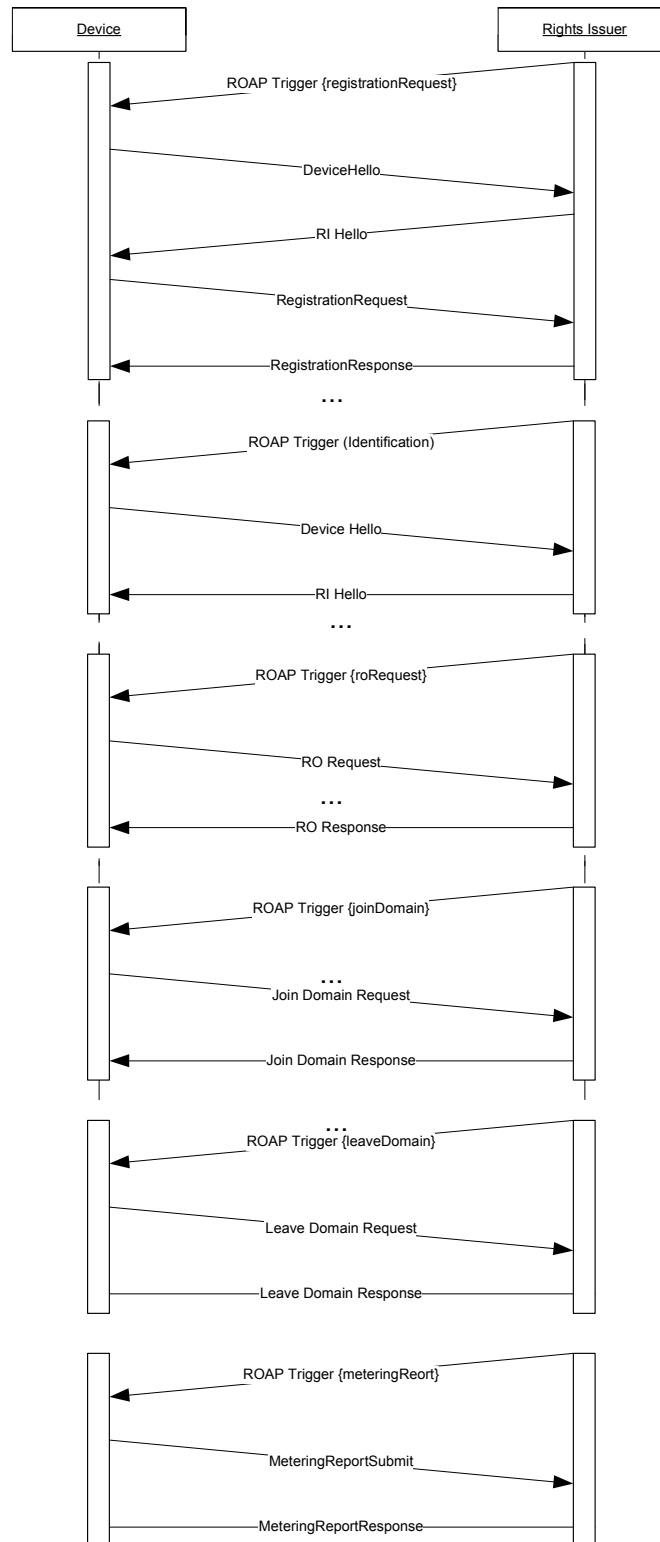 Device
Rights Issuer
ROAP Trigger {registrationRequest}
DeviceHello
RI Hello
RegistrationRequest
RegistrationResponse
...
ROAP Trigger (Identification)
Device Hello
RI Hello
...
ROAP Trigger {roRequest}
RO Request
...
RO Response
ROAP Trigger {joinDomain}
...
Join Domain Request
Join Domain Response
...
ROAP Trigger {leaveDomain}
Leave Domain Request
Leave Domain Response
ROAP Trigger {meteringReort}
MeteringReportSubmit
MeteringReportResponse